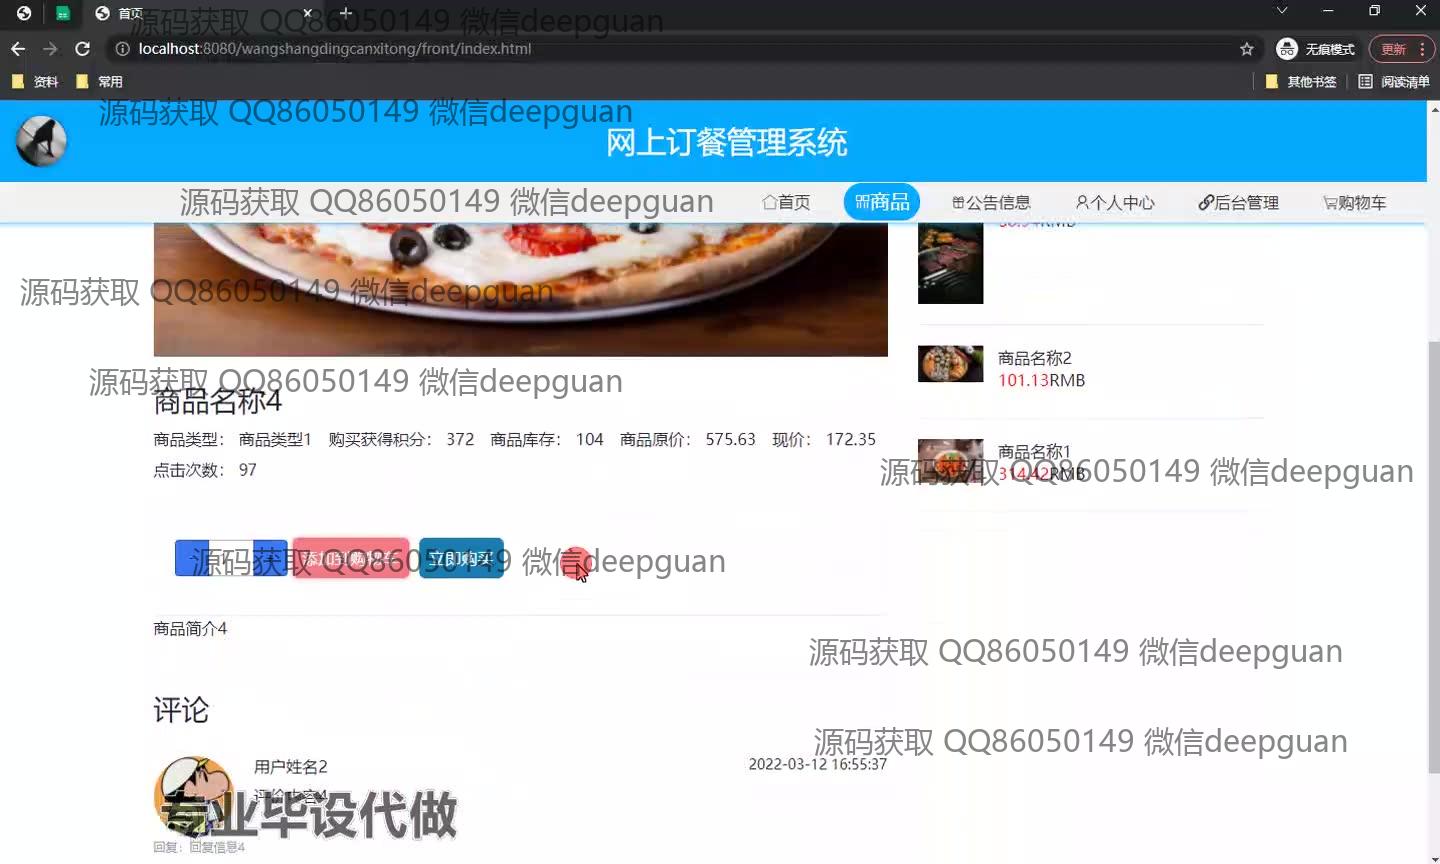 首页
localhost:8080/wangshangdingcanxitong/front/index.html
无痕模式
更新
资料
常用
其他书签
阅读清单
源码获取 QQ86050149 微信deepguan
源码获取 QQ86050149 微信deepguan
网上订餐管理系统
源码获取 QQ86050149 微信deepguan
首页
商品
公告信息
个人中心
后台管理
购物车
源码获取 QQ86050149 微信deepguan
商品名称2
101.13RMB
源码获取 QQ86050149 微信deepguan
商品名称4
商品类型： 商品类型1 购买获得积分： 372 商品库存： 104 商品原价： 575.63 现价： 172.35
点击次数： 97
商品名称1
314.42RMB
源码获取 QQ86050149 微信deepguan
添加到购物车
立即购买
源码获取 QQ86050149 微信deepguan
商品简介4
源码获取 QQ86050149 微信deepguan
评论
源码获取 QQ86050149 微信deepguan
用户姓名2
2022-03-12 16:55:37
评价内容4
专业毕设代做
回复：回复信息4